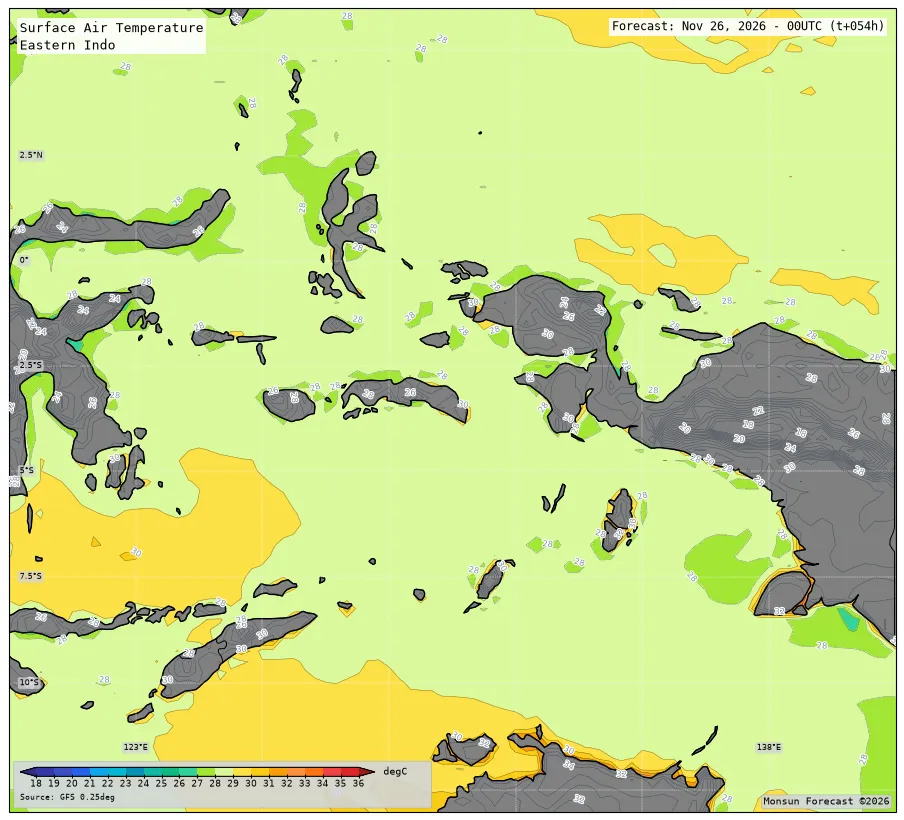 Surface Air Temperature
Eastern Indo
Forecast: Nov 26, 2026 - 00UTC (t+054h)
2.5°N
0°
2.5°S
5°S
7.5°S
10°S
123°E
138°E
degC
18 19 20 21 22 23 24 25 26 27 28 29 30 31 32 33 34 35 36
Source: GFS 0.25deg
Monsun Forecast ©2026